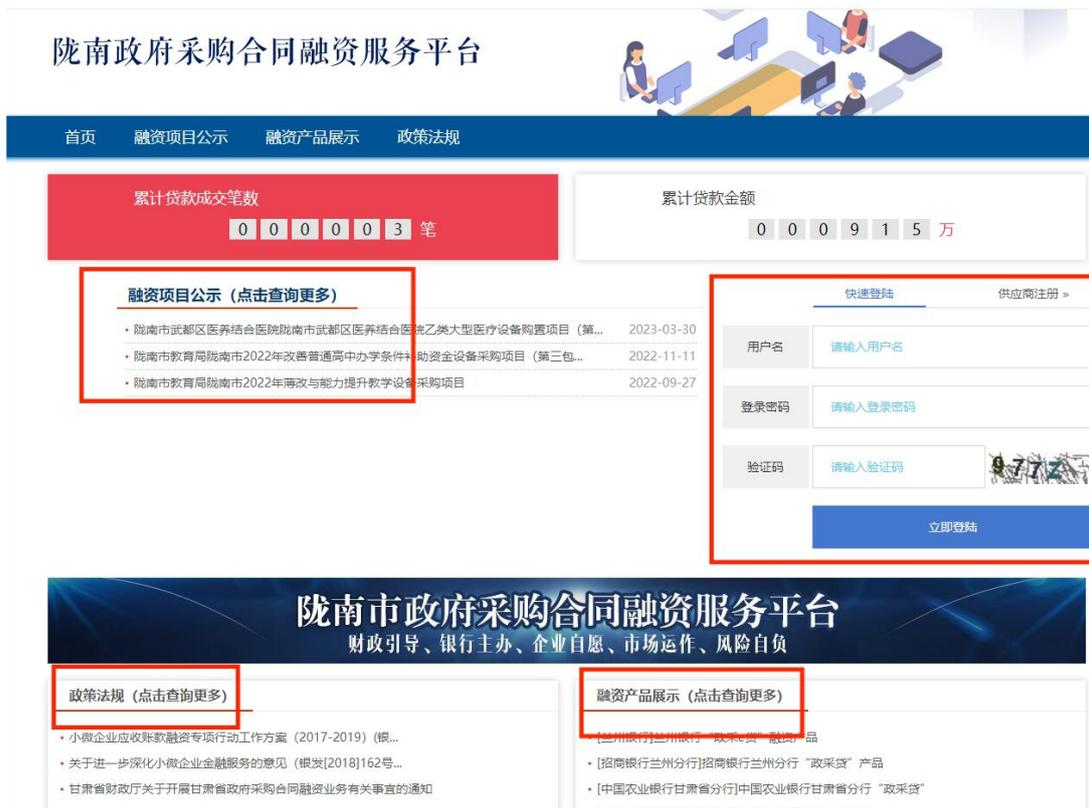 陇南政府采购合同融资服务平台
首页 融资项目公示 融资产品展示 政策法规
累计贷款成交笔数
0 0 0 0 0 3 笔
累计贷款金额
0 0 0 9 1 5 万
融资项目公示（点击查询更多）
陇南市武都区医养结合医院陇南市武都区医养结合医院乙类大型医疗设备购置项目（第... 2023-03-30
陇南市教育局陇南市2022年改善普通高中办学条件补助资金设备采购项目（第三包... 2022-11-11
陇南市教育局陇南市2022年薄改与能力提升教学设备采购项目 2022-09-27
快速登陆 供应商注册 »
用户名 请输入用户名
登录密码 请输入登录密码
验证码 请输入验证码 977Z
立即登陆
陇南市政府采购合同融资服务平台
财政引导、银行主办、企业自愿、市场运作、风险自负
政策法规（点击查询更多）
小微企业应收账款融资专项行动工作方案（2017-2019）（银...
关于进一步深化小微企业金融服务的意见（银发[2018]162号...
甘肃省财政厅关于开展甘肃省政府采购合同融资业务有关事宜的通知
融资产品展示（点击查询更多）
[兰州银行]兰州银行“政采e贷”融资产品
[招商银行兰州分行]招商银行兰州分行“政采贷”产品
[中国农业银行甘肃省分行]中国农业银行甘肃省分行“政采贷”